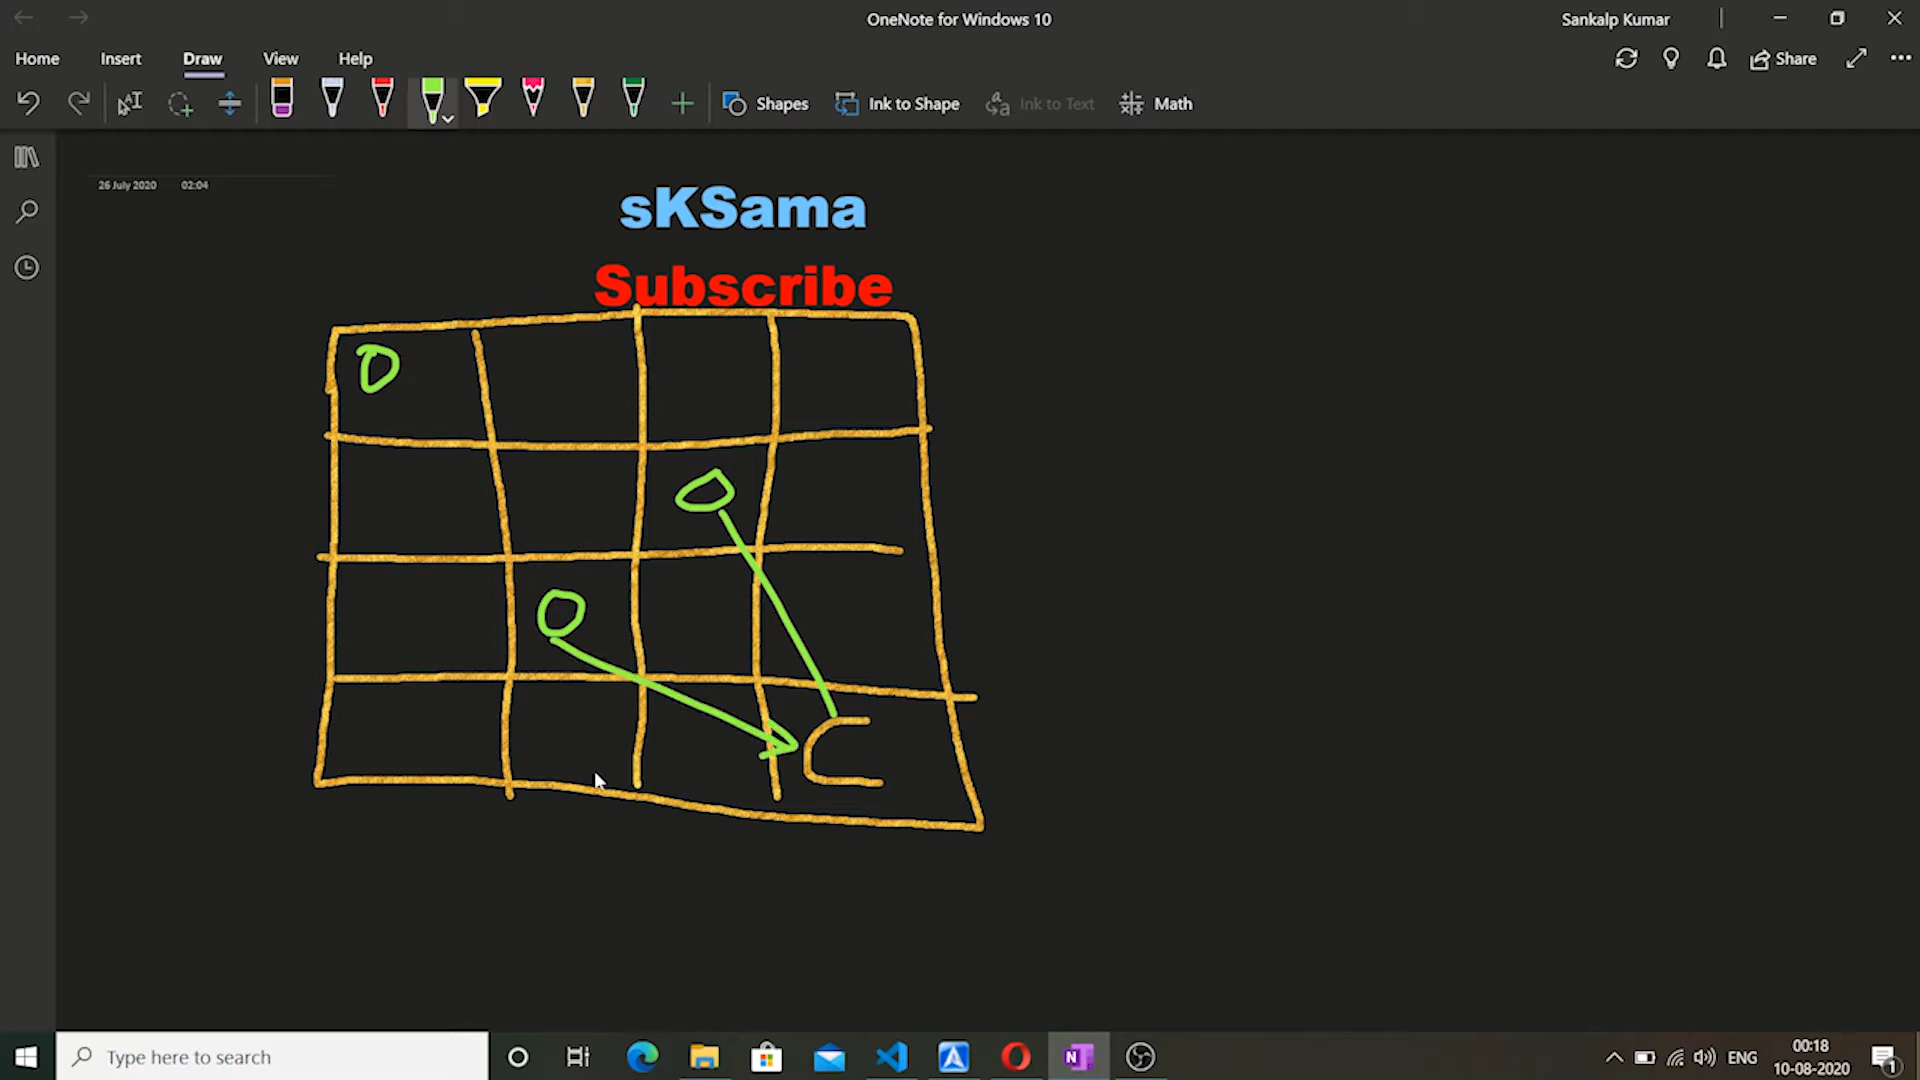 OneNote for Windows 10
Sankalp Kumar
Home Insert Draw View Help
Share
Shapes Ink to Shape Ink to Text Math
26 July 2020 02:04
sKSama
Subscribe
C
Type here to search
ENG
00:18
10-08-2020
1